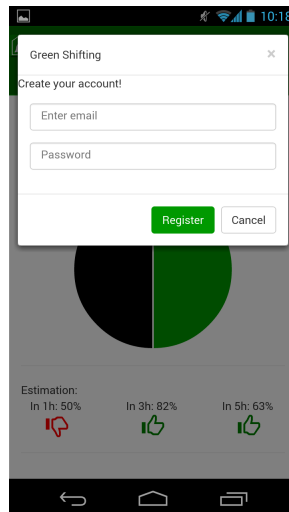 10:18
Green Shifting ×
Create your account!
Enter email
Password
Register Cancel
Estimation:
In 1h: 50% In 3h: 82% In 5h: 63%